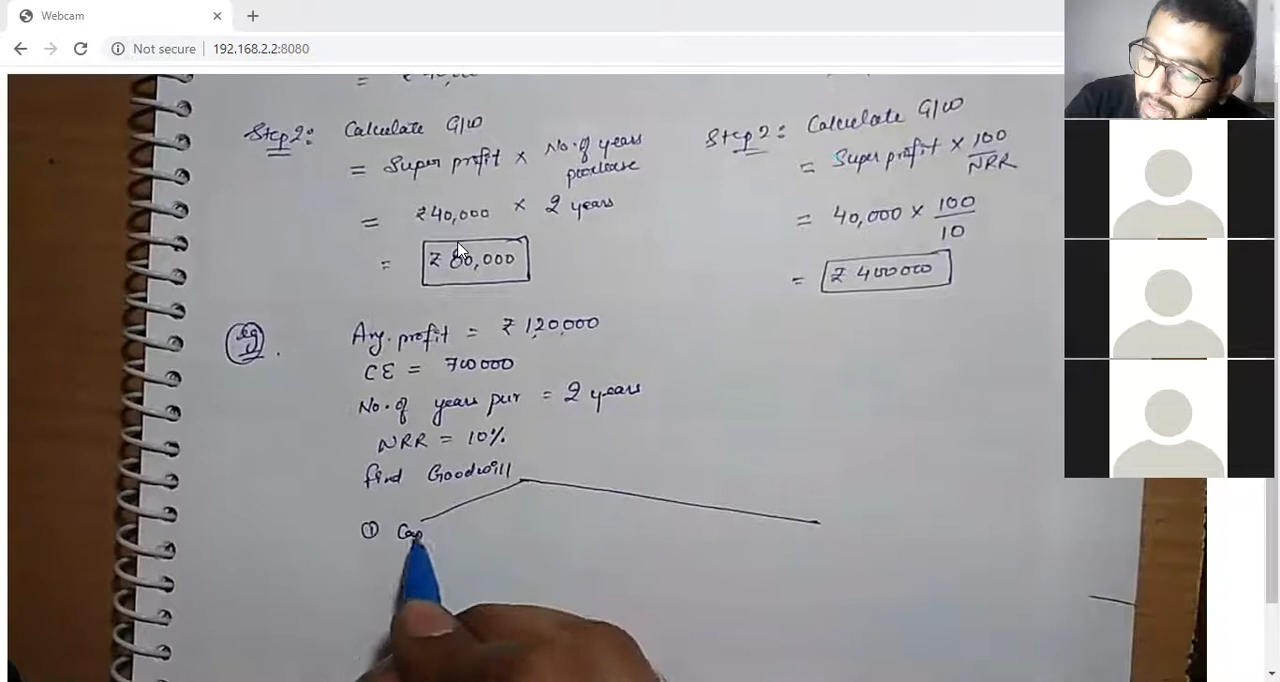 Webcam
Not secure
192.168.2.2:8080
Step 2:
Calculate G/W
= Super profit × No. of years
purchase
= ₹40,000 × 2 years
= ₹ 80,000
Step 2:
Calculate G/W
= Super profit × 100
NRR
= 40,000 × 100
10
= ₹ 400000
Eg.
Avg. profit = ₹ 1,20,000
CE = 700000
No. of years pur = 2 years
NRR = 10%
find Goodwill
① Cap